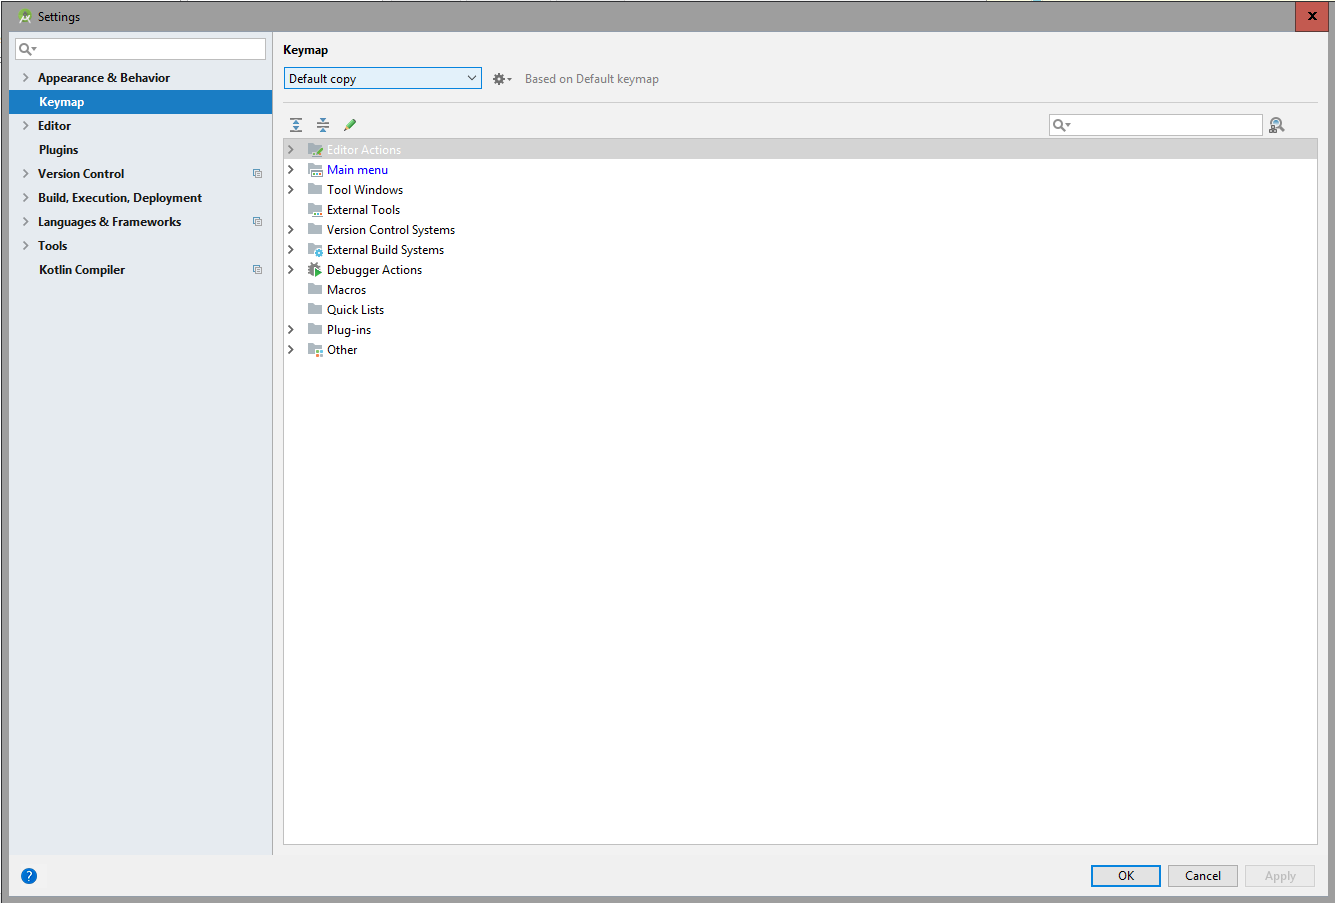 Settings
Appearance & Behavior
Keymap
Editor
Plugins
Version Control
Build, Execution, Deployment
Languages & Frameworks
Tools
Kotlin Compiler
Keymap
Default copy
Based on Default keymap
Editor Actions
Main menu
Tool Windows
External Tools
Version Control Systems
External Build Systems
Debugger Actions
Macros
Quick Lists
Plug-ins
Other
?
OK
Cancel
Apply